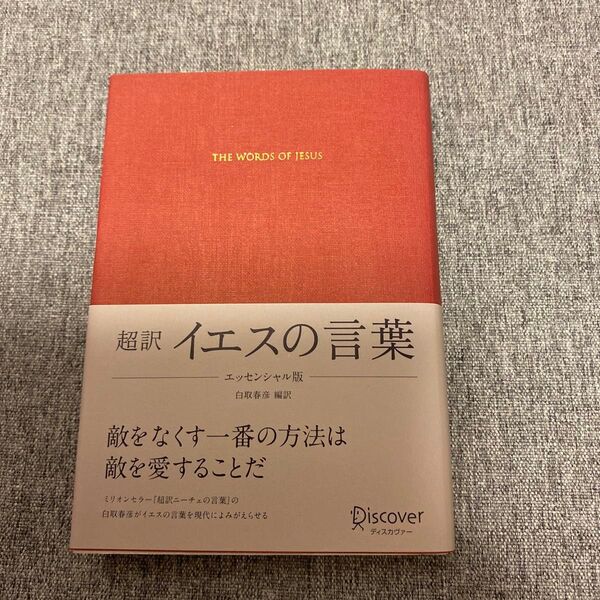 THE WORDS OF JESUS
超訳 イエスの言葉
エッセンシャル版
白取春彦 編訳
敵をなくす一番の方法は
敵を愛することだ
ミリオンセラー「超訳ニーチェの言葉」の
白取春彦がイエスの言葉を現代によみがえらせる
Discover
ディスカヴァー